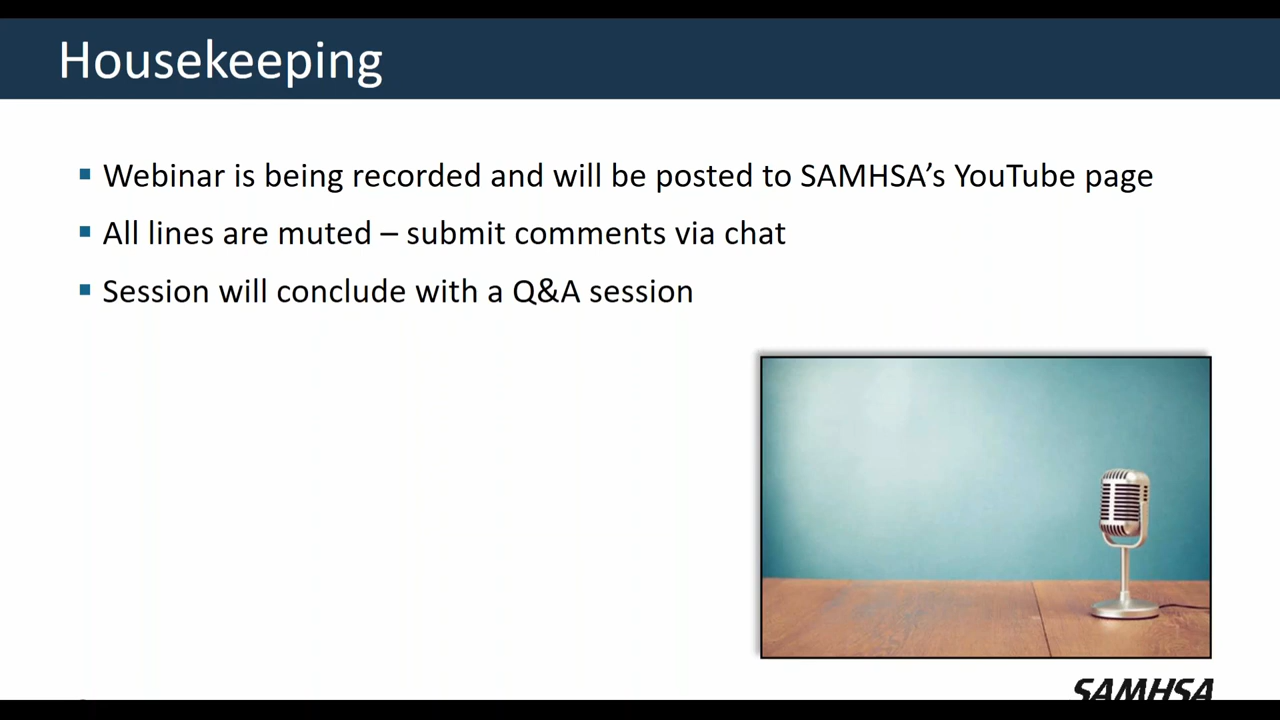 Housekeeping
Webinar is being recorded and will be posted to SAMHSA’s YouTube page
All lines are muted – submit comments via chat
Session will conclude with a Q&A session
SAMHSA